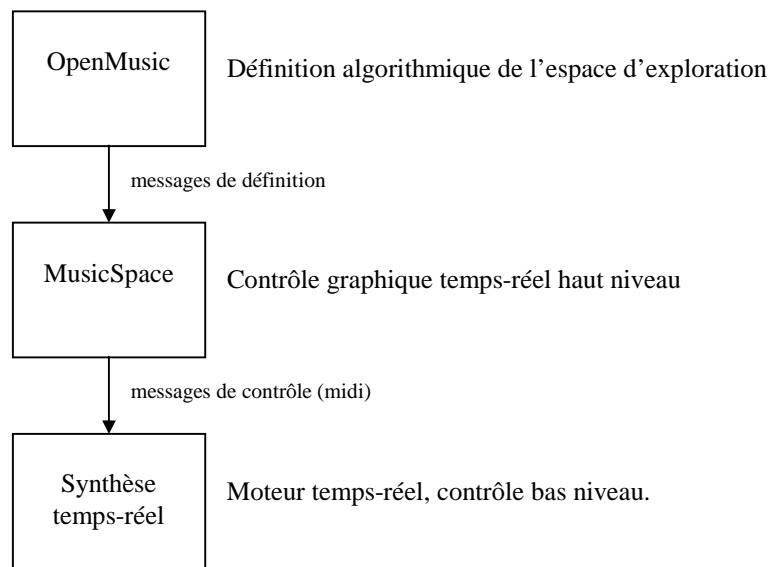 OpenMusic
Définition algorithmique de l’espace d’exploration
messages de définition
MusicSpace
Contrôle graphique temps-réel haut niveau
messages de contrôle (midi)
Synthèse
temps-réel
Moteur temps-réel, contrôle bas niveau.